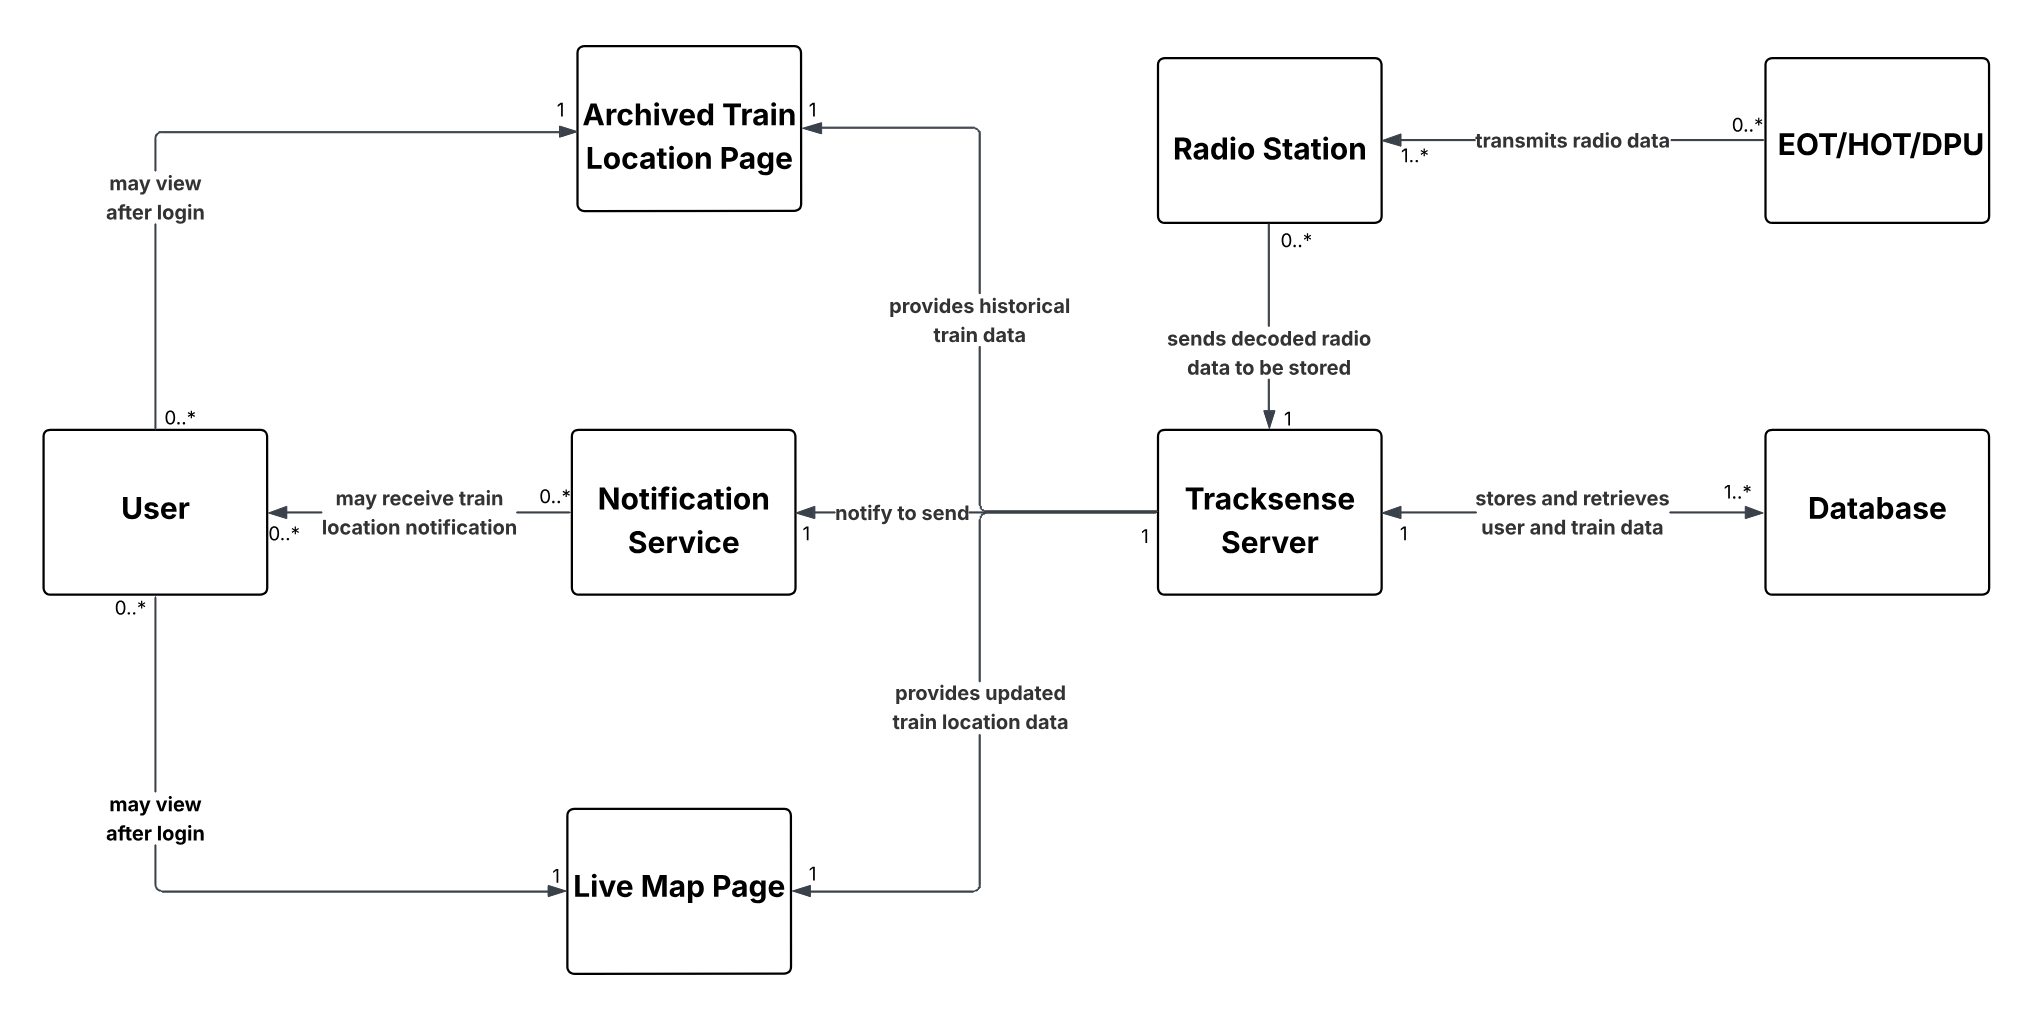 Archived Train
Location Page
1
1
Radio Station
1..*
transmits radio data
0..*
EOT/HOT/DPU
may view
after login
0..*
provides historical
train data
0..*
sends decoded radio
data to be stored
1
User
0..*
may receive train
location notification
0..*
Notification
Service
1
notify to send
1
Tracksense
Server
1
stores and retrieves
user and train data
1..*
Database
0..*
provides updated
train location data
may view
after login
1
Live Map Page
1